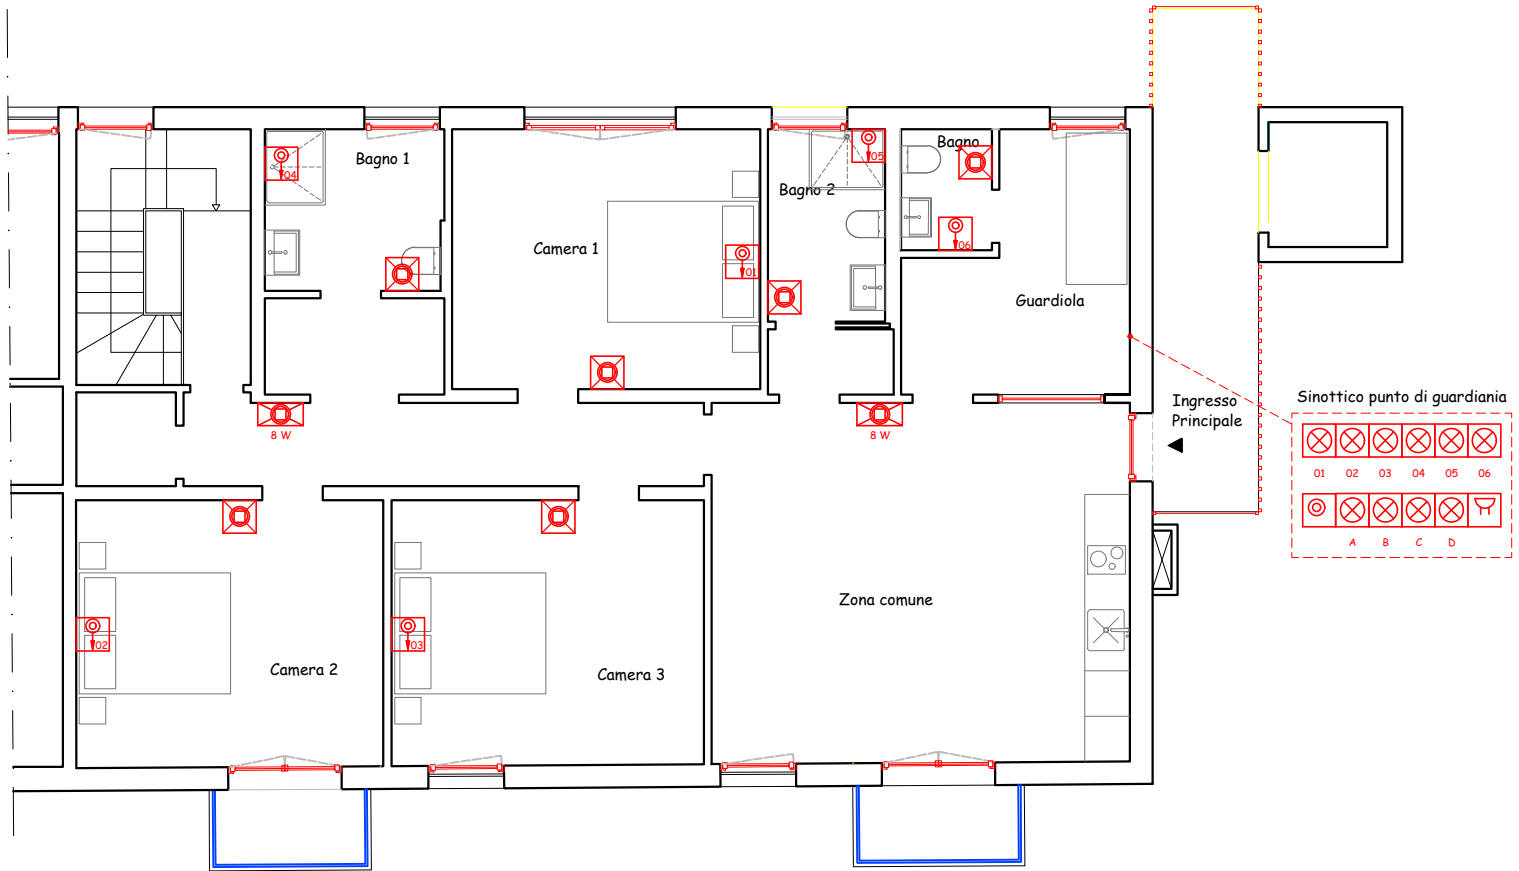 Bagno 1
Bagno
05
04
Bagno 2
Camera 1
06
01
Guardiola
Sinottico punto di guardiania
Ingresso
Principale
8 W
8 W
01 02 03 04 05 06
A B C D
Zona comune
02
03
Camera 2
Camera 3